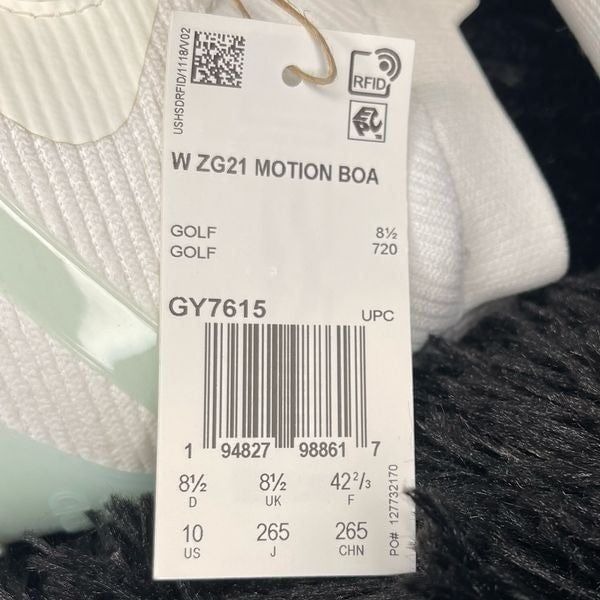 USHSDRFID/1118/V02
RFID
EPC
W ZG21 MOTION BOA
GOLF 8½
GOLF 720
GY7615 UPC
1 94827 98861 7
8½ 8½ 42⅔
D UK F
10 265 265
US J CHN
PO# 127732170